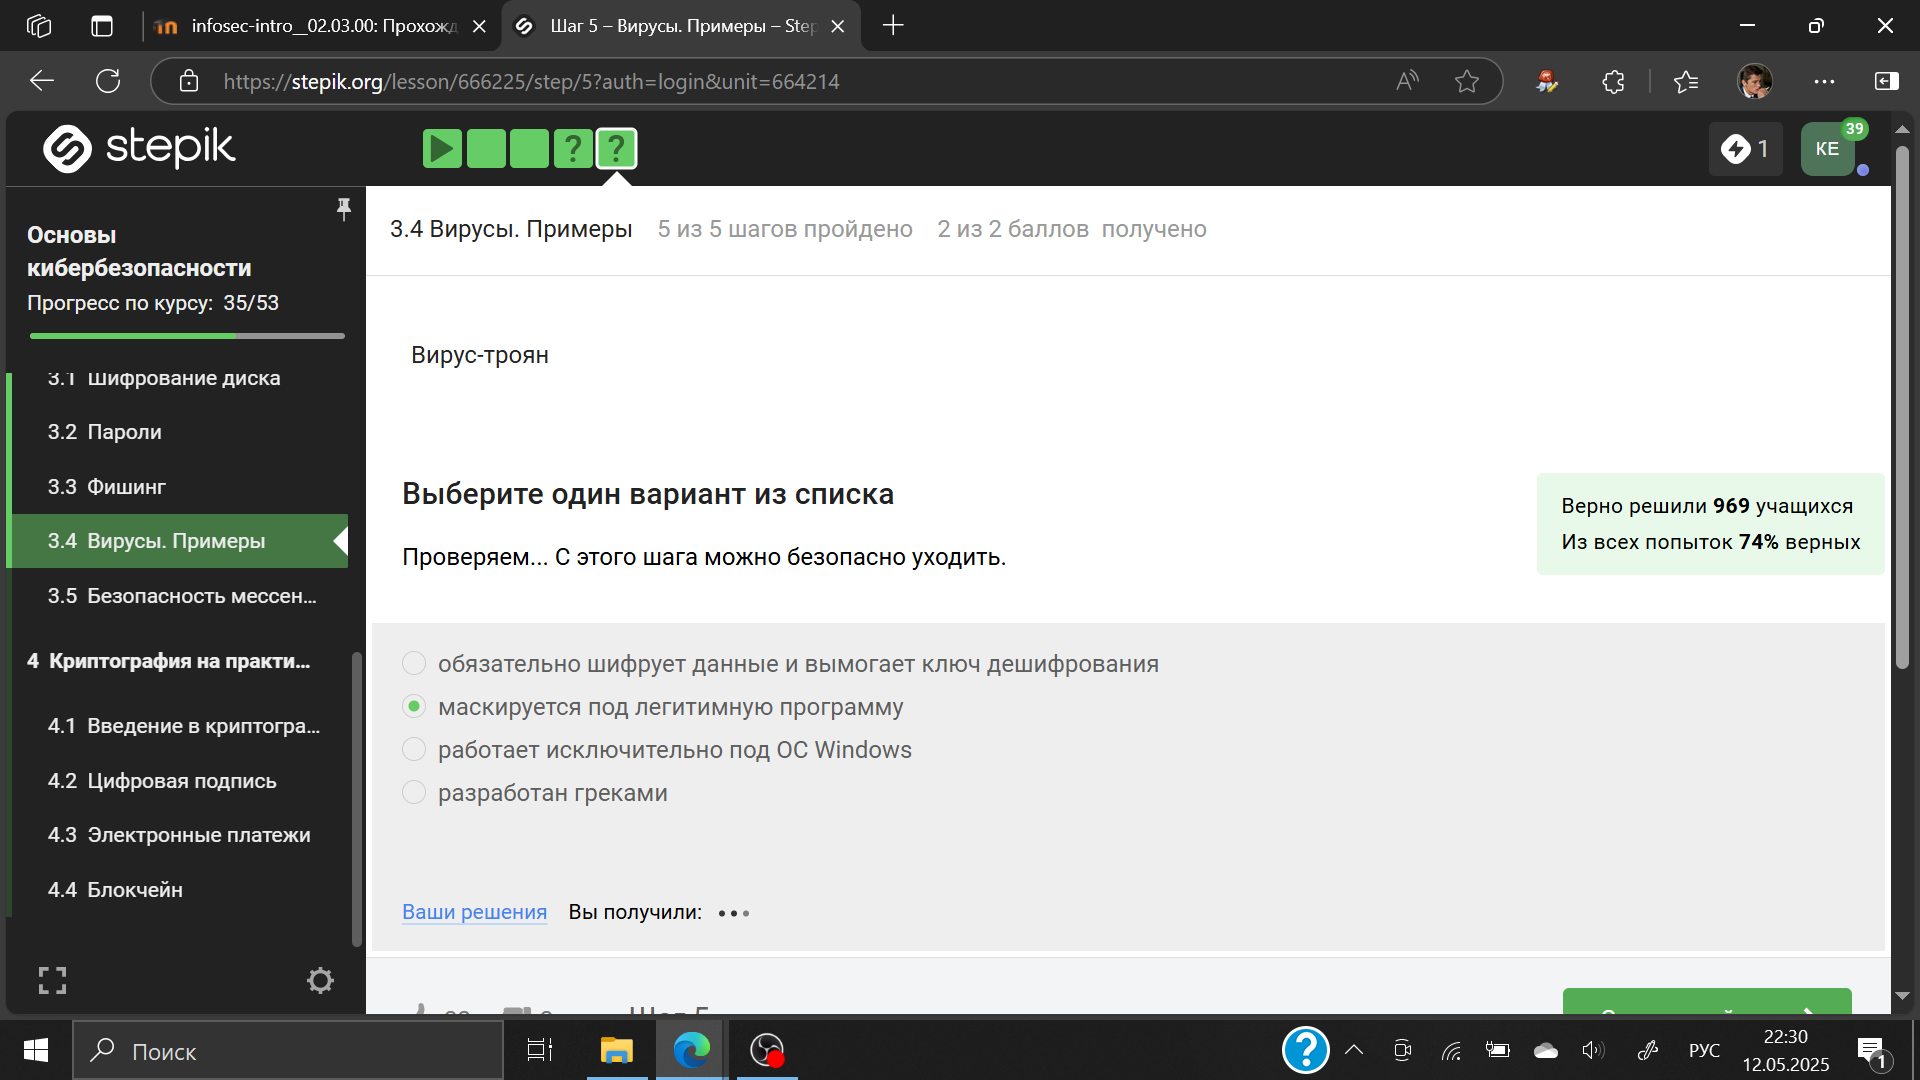 infosec-intro__02.03.00: Прохожд
Шаг 5 – Вирусы. Примеры – Step
https://stepik.org/lesson/666225/step/5?auth=login&unit=664214
stepik
? ?
1
KE
39
Основы
кибербезопасности
Прогресс по курсу: 35/53
3.1 Шифрование диска
3.2 Пароли
3.3 Фишинг
3.4 Вирусы. Примеры
3.5 Безопасность мессен...
4 Криптография на практи...
4.1 Введение в криптогра...
4.2 Цифровая подпись
4.3 Электронные платежи
4.4 Блокчейн
3.4 Вирусы. Примеры 5 из 5 шагов пройдено 2 из 2 баллов получено
Вирус-троян
Выберите один вариант из списка
Проверяем... С этого шага можно безопасно уходить.
Верно решили 969 учащихся
Из всех попыток 74% верных
обязательно шифрует данные и вымогает ключ дешифрования
маскируется под легитимную программу
работает исключительно под ОС Windows
разработан греками
Ваши решения Вы получили:
Шаг 5
Поиск
?
РУС
22:30
12.05.2025
1